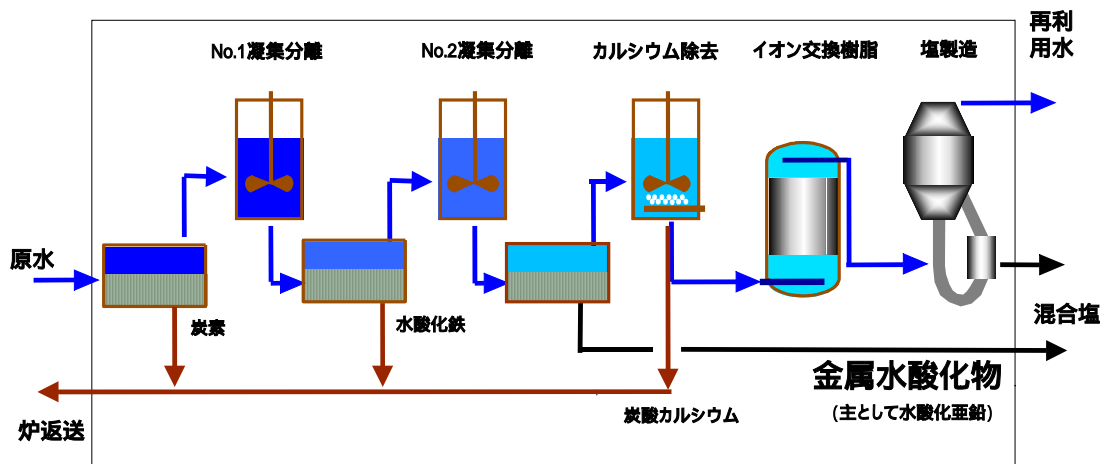 No.1凝集分離
No.2凝集分離
カルシウム除去
イオン交換樹脂
塩製造
再利
用水
原水
炭素
水酸化鉄
混合塩
金属水酸化物
(主として水酸化亜鉛)
炭酸カルシウム
炉返送